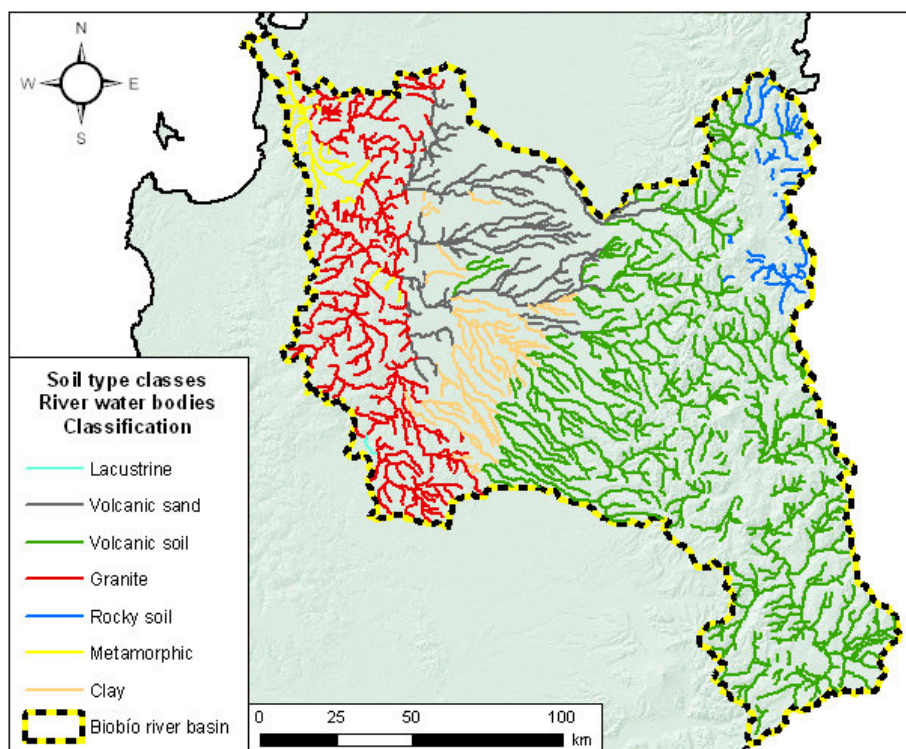 N
W E
S
Soil type classes
River water bodies
Classification
Lacustrine
Volcanic sand
Volcanic soil
Granite
Rocky soil
Metamorphic
Clay
Biobío river basin
0 25 50 100
km